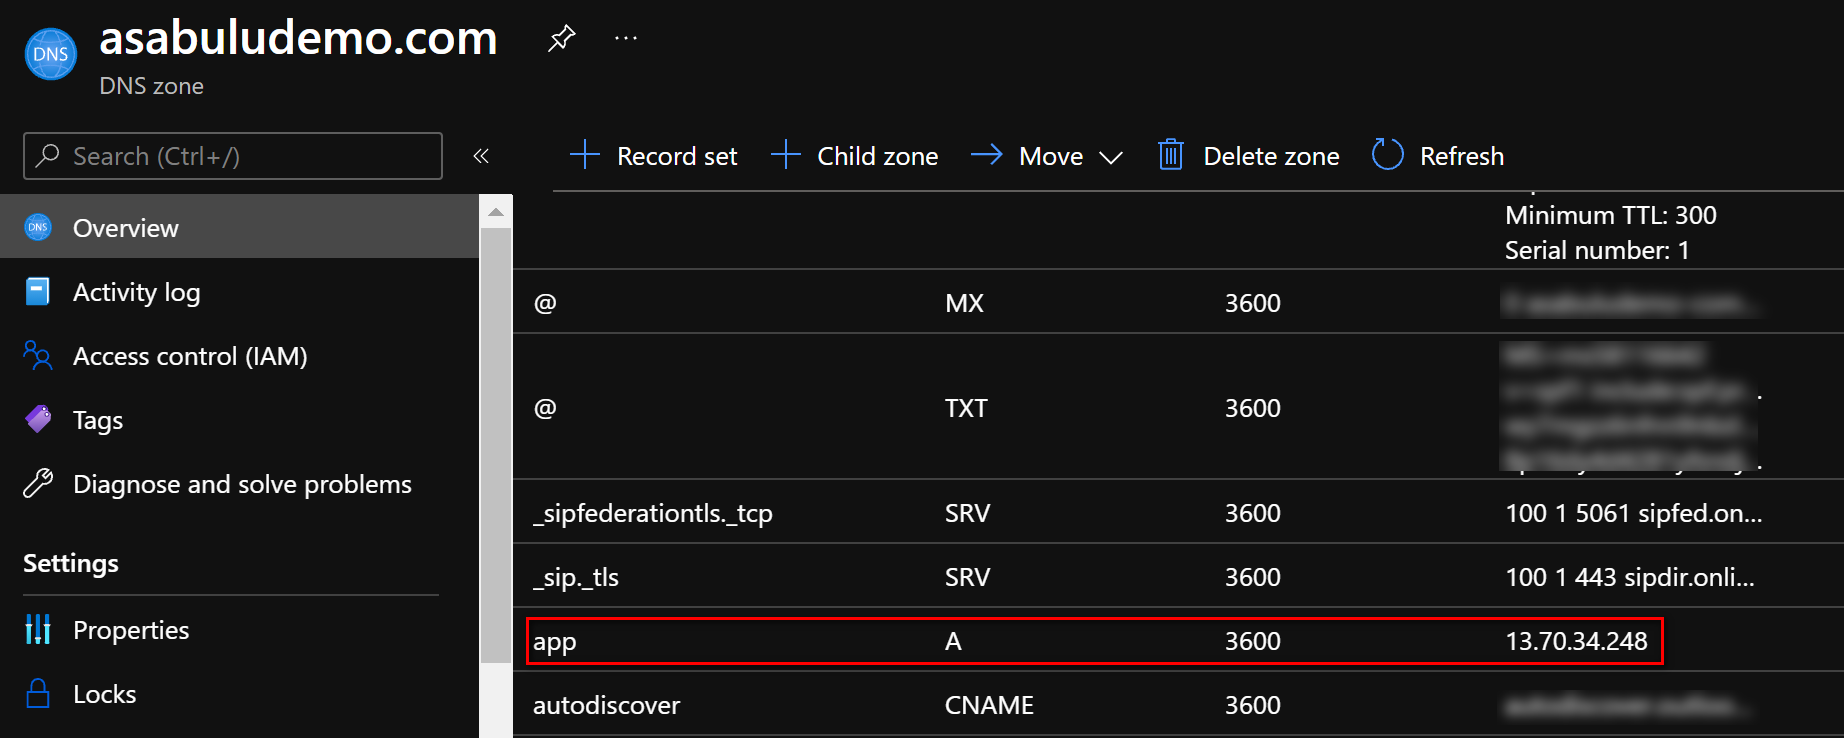 DNS
asabuludemo.com
...
DNS zone
Search (Ctrl+/)
«
Record set
Child zone
Move
Delete zone
Refresh
DNS
Overview
Activity log
Access control (IAM)
Tags
Diagnose and solve problems
Settings
Properties
Locks
Minimum TTL: 300
Serial number: 1
@ MX 3600
@ TXT 3600
_sipfederationtls._tcp SRV 3600 100 1 5061 sipfed.on...
_sip._tls SRV 3600 100 1 443 sipdir.onli...
app A 3600 13.70.34.248
autodiscover CNAME 3600